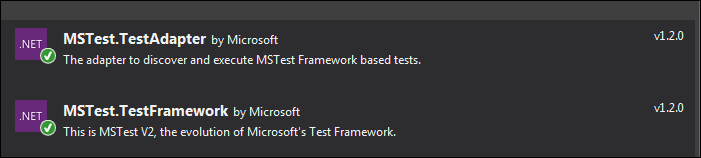 .NET MSTest.TestAdapter by Microsoft v1.2.0
The adapter to discover and execute MSTest Framework based tests.
.NET MSTest.TestFramework by Microsoft v1.2.0
This is MSTest V2, the evolution of Microsoft's Test Framework.